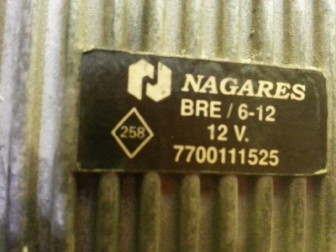 NAGARES
BRE / 6-12
258
12 V.
7700111525